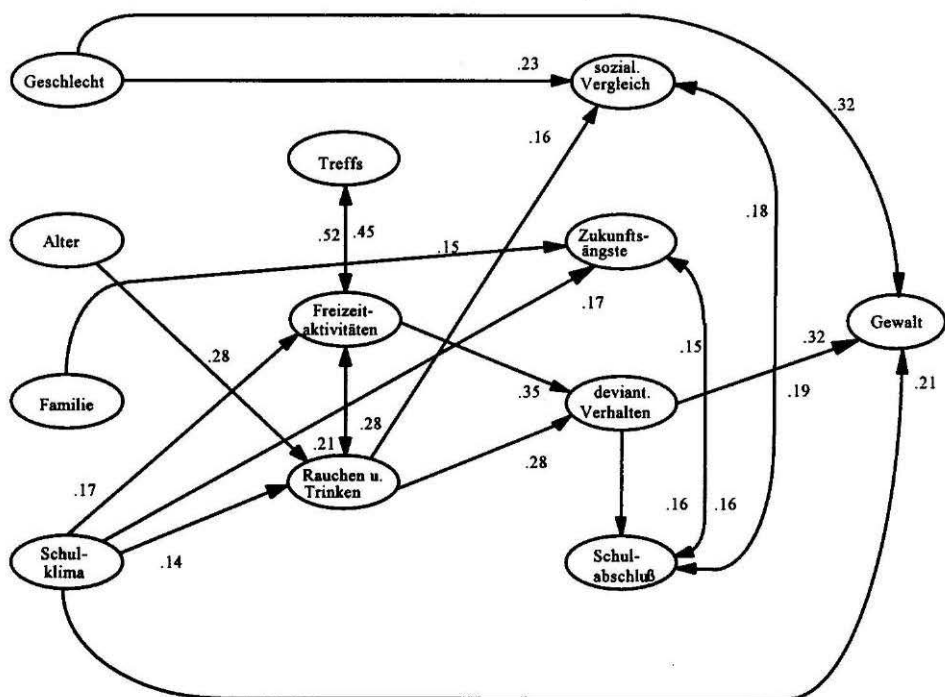 Geschlecht
.23
sozial.
Vergleich
.32
.16
Treffs
.18
Alter
.52
.45
.15
Zukunfts-
ängste
.17
Freizeit-
aktivitäten
Gewalt
.28
.15
.32
Familie
.35
deviant.
Verhalten
.19
.21
.21
.28
.28
Rauchen u.
Trinken
.17
.16
.16
.14
Schul-
klima
Schul-
abschluß